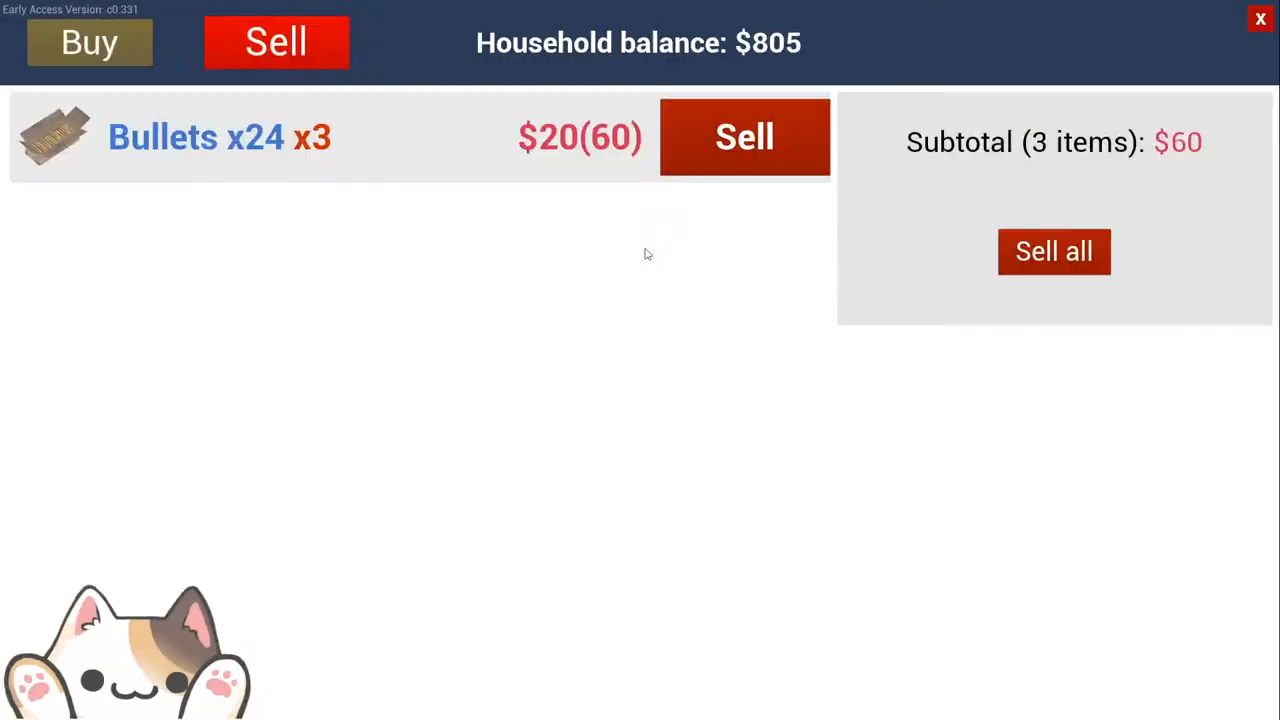 Early Access Version: c0.331
Buy
Sell
Household balance: $805
x
Bullets x24 x3
$20(60)
Sell
Subtotal (3 items): $60
Sell all